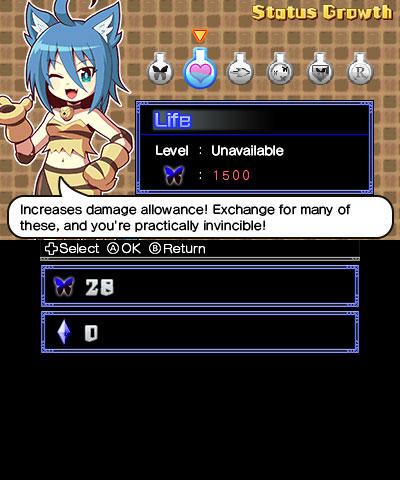 Status Growth
R
Life
Level : Unavailable
: 1500
Increases damage allowance! Exchange for many of
these, and you're practically invincible!
Select ⒶOK ⒷReturn
28
0